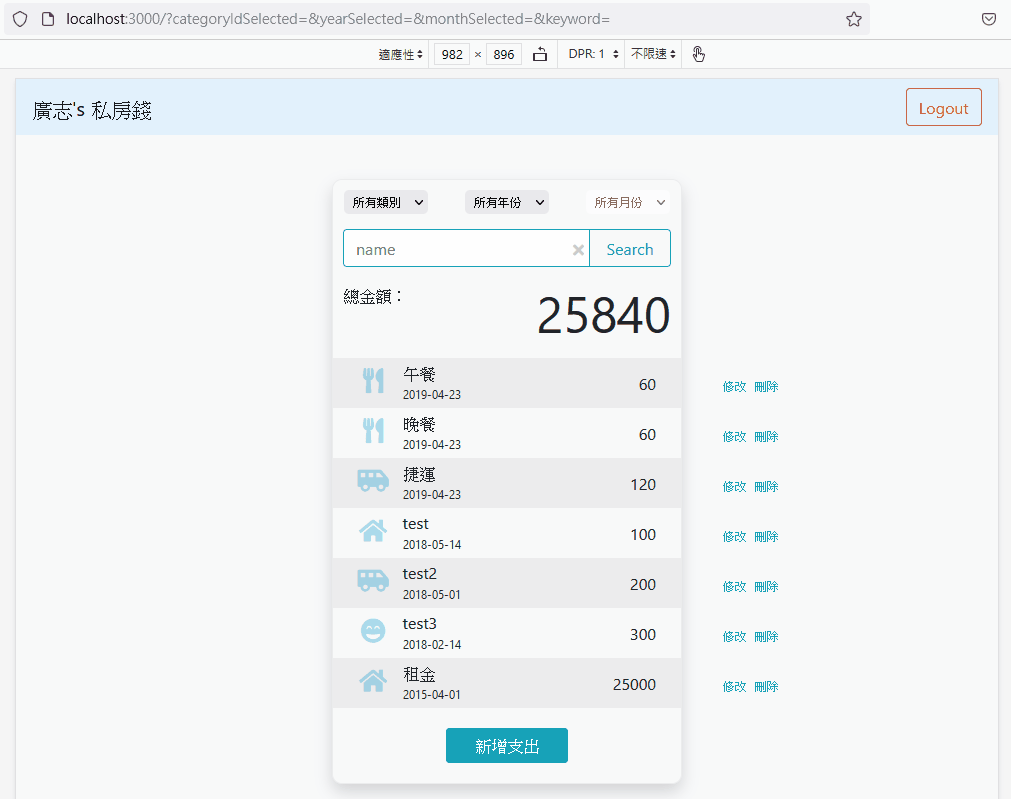 localhost:3000/?categoryIdSelected=&yearSelected=&monthSelected=&keyword=
適應性 982 × 896 DPR: 1 不限速
廣志's 私房錢 Logout
所有類別 所有年份 所有月份
name Search
總金額： 25840
午餐 60 修改 刪除
2019-04-23
晚餐 60 修改 刪除
2019-04-23
捷運 120 修改 刪除
2019-04-23
test 100 修改 刪除
2018-05-14
test2 200 修改 刪除
2018-05-01
test3 300 修改 刪除
2018-02-14
租金 25000 修改 刪除
2015-04-01
新增支出